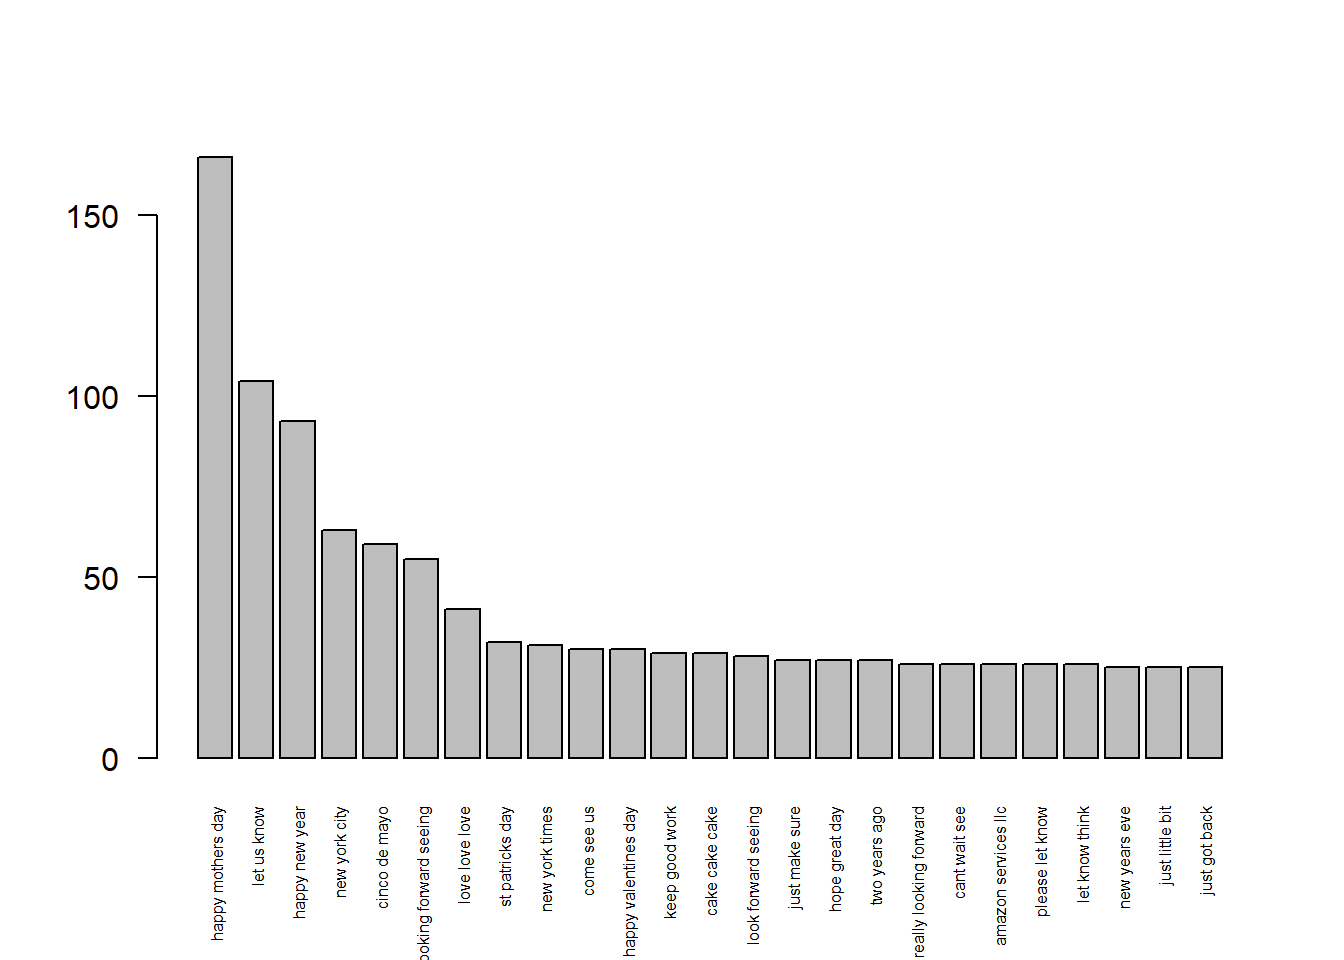 150
100
50
0
happy mothers day
let us know
happy new year
new york city
cinco de mayo
ooking forward seeing
love love love
st patricks day
new york times
come see us
happy valentines day
keep good work
cake cake cake
look forward seeing
just make sure
hope great day
two years ago
really looking forward
cant wait see
amazon services llc
please let know
let know think
new years eve
just little bit
just got back